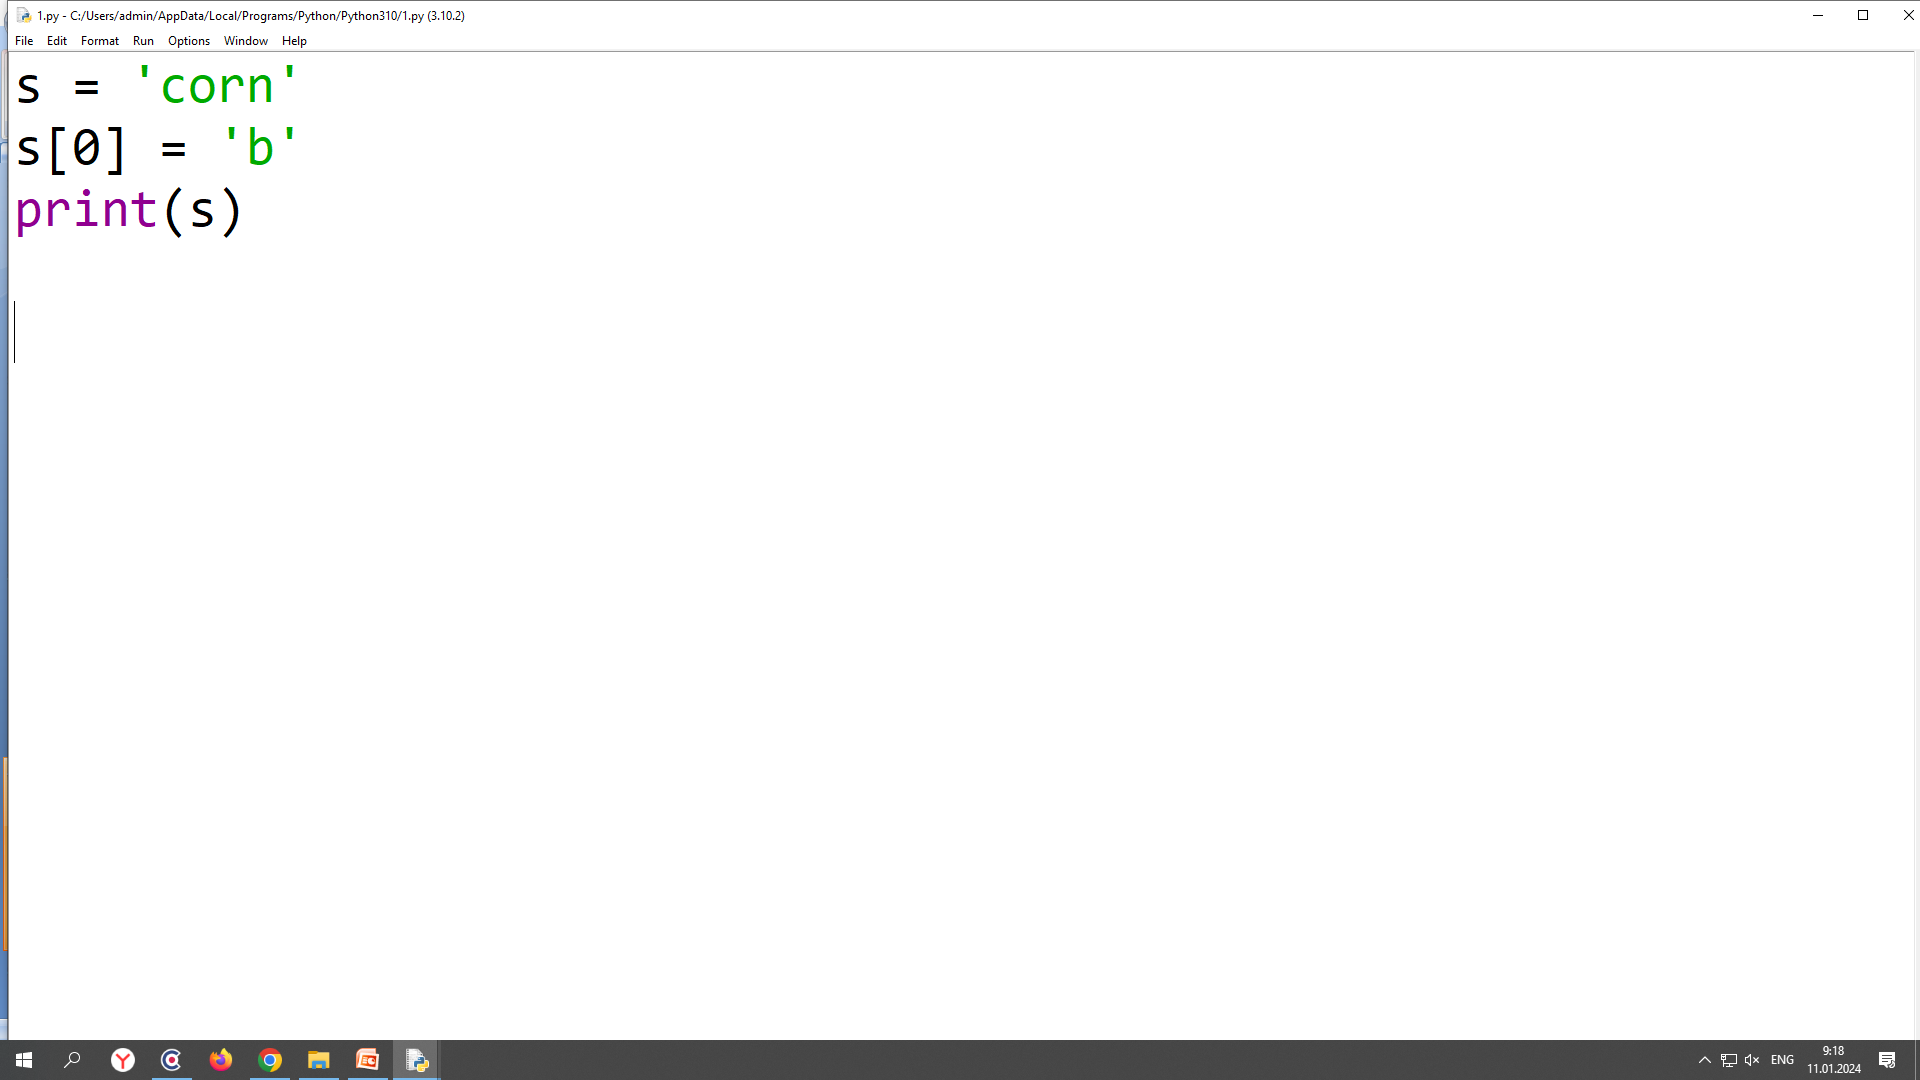 1.py - C:/Users/admin/AppData/Local/Programs/Python/Python310/1.py (3.10.2)
File Edit Format Run Options Window Help
s = 'corn'
s[0] = 'b'
print(s)
ENG
9:18
11.01.2024